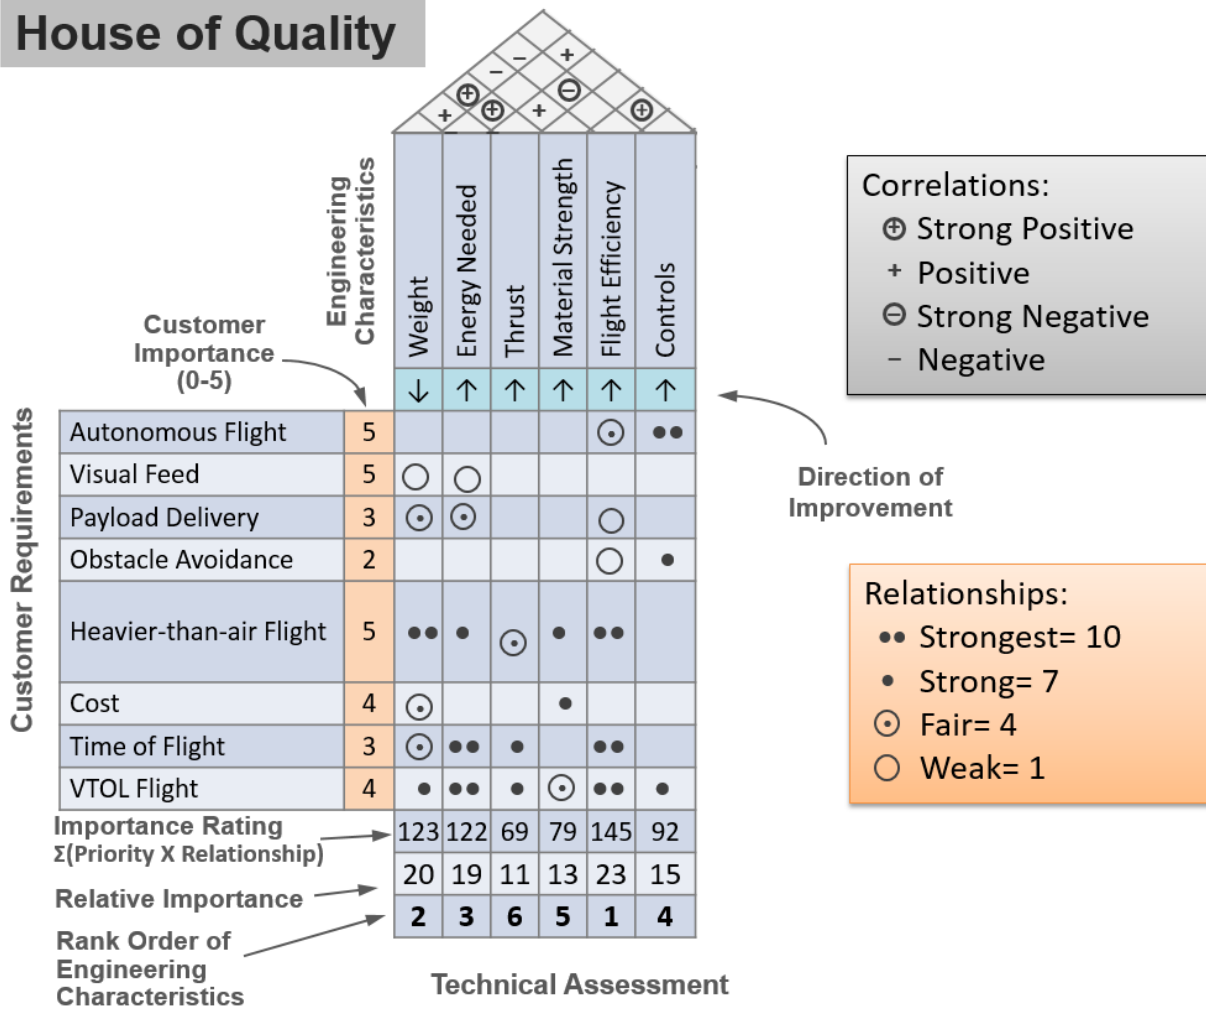 House of Quality
Engineering
Characteristics
Weight
Energy Needed
Thrust
Material Strength
Flight Efficiency
Controls
Correlations:
⊕ Strong Positive
+ Positive
⊖ Strong Negative
− Negative
Customer
Importance
(0-5)
↓ ↑ ↑ ↑ ↑ ↑
Direction of
Improvement
Customer Requirements
Autonomous Flight 5
Visual Feed 5
Payload Delivery 3
Obstacle Avoidance 2
Heavier-than-air Flight 5
Cost 4
Time of Flight 3
VTOL Flight 4
Relationships:
●● Strongest= 10
● Strong= 7
⊙ Fair= 4
○ Weak= 1
Importance Rating
Σ(Priority X Relationship)
123 122 69 79 145 92
Relative Importance
20 19 11 13 23 15
Rank Order of
Engineering
Characteristics
2 3 6 5 1 4
Technical Assessment